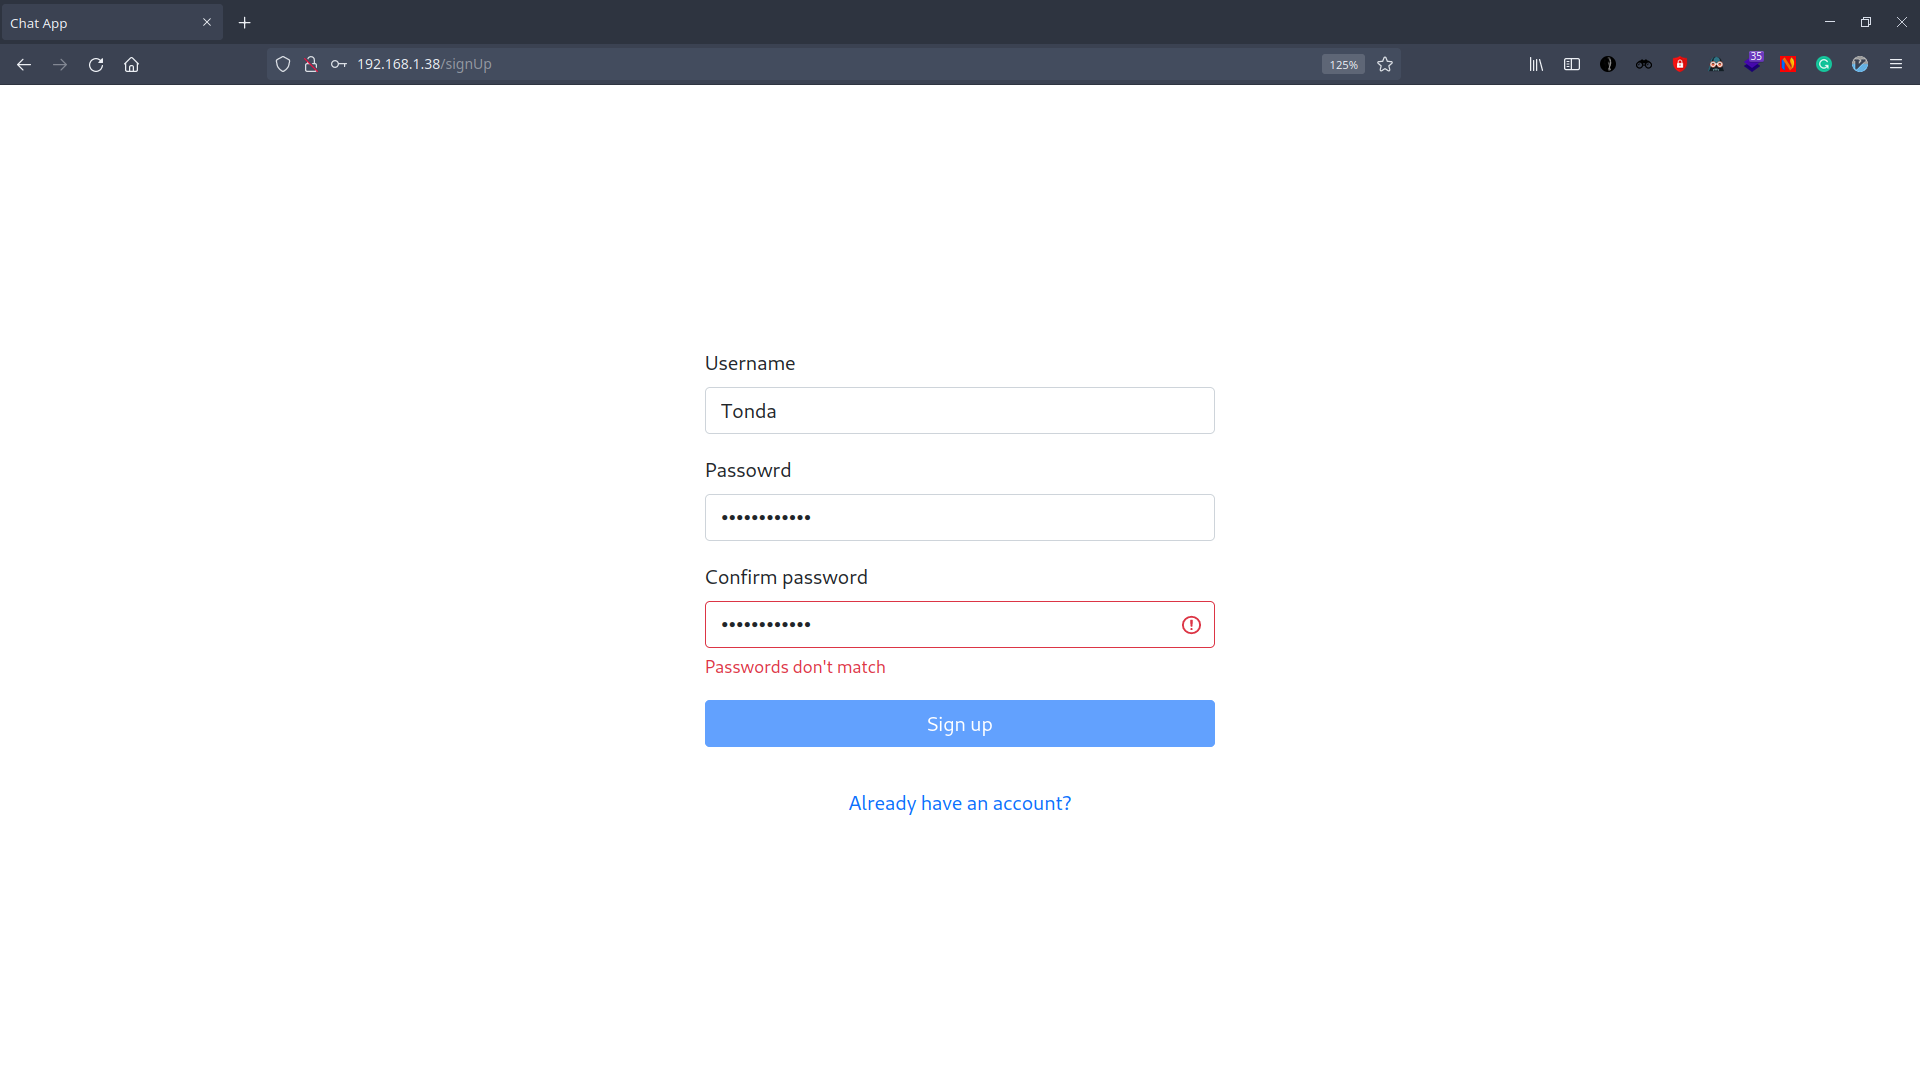 Chat App
192.168.1.38/signUp
125%
35
Username
Tonda
Passowrd
••••••••••••
Confirm password
••••••••••••
Passwords don't match
Sign up
Already have an account?